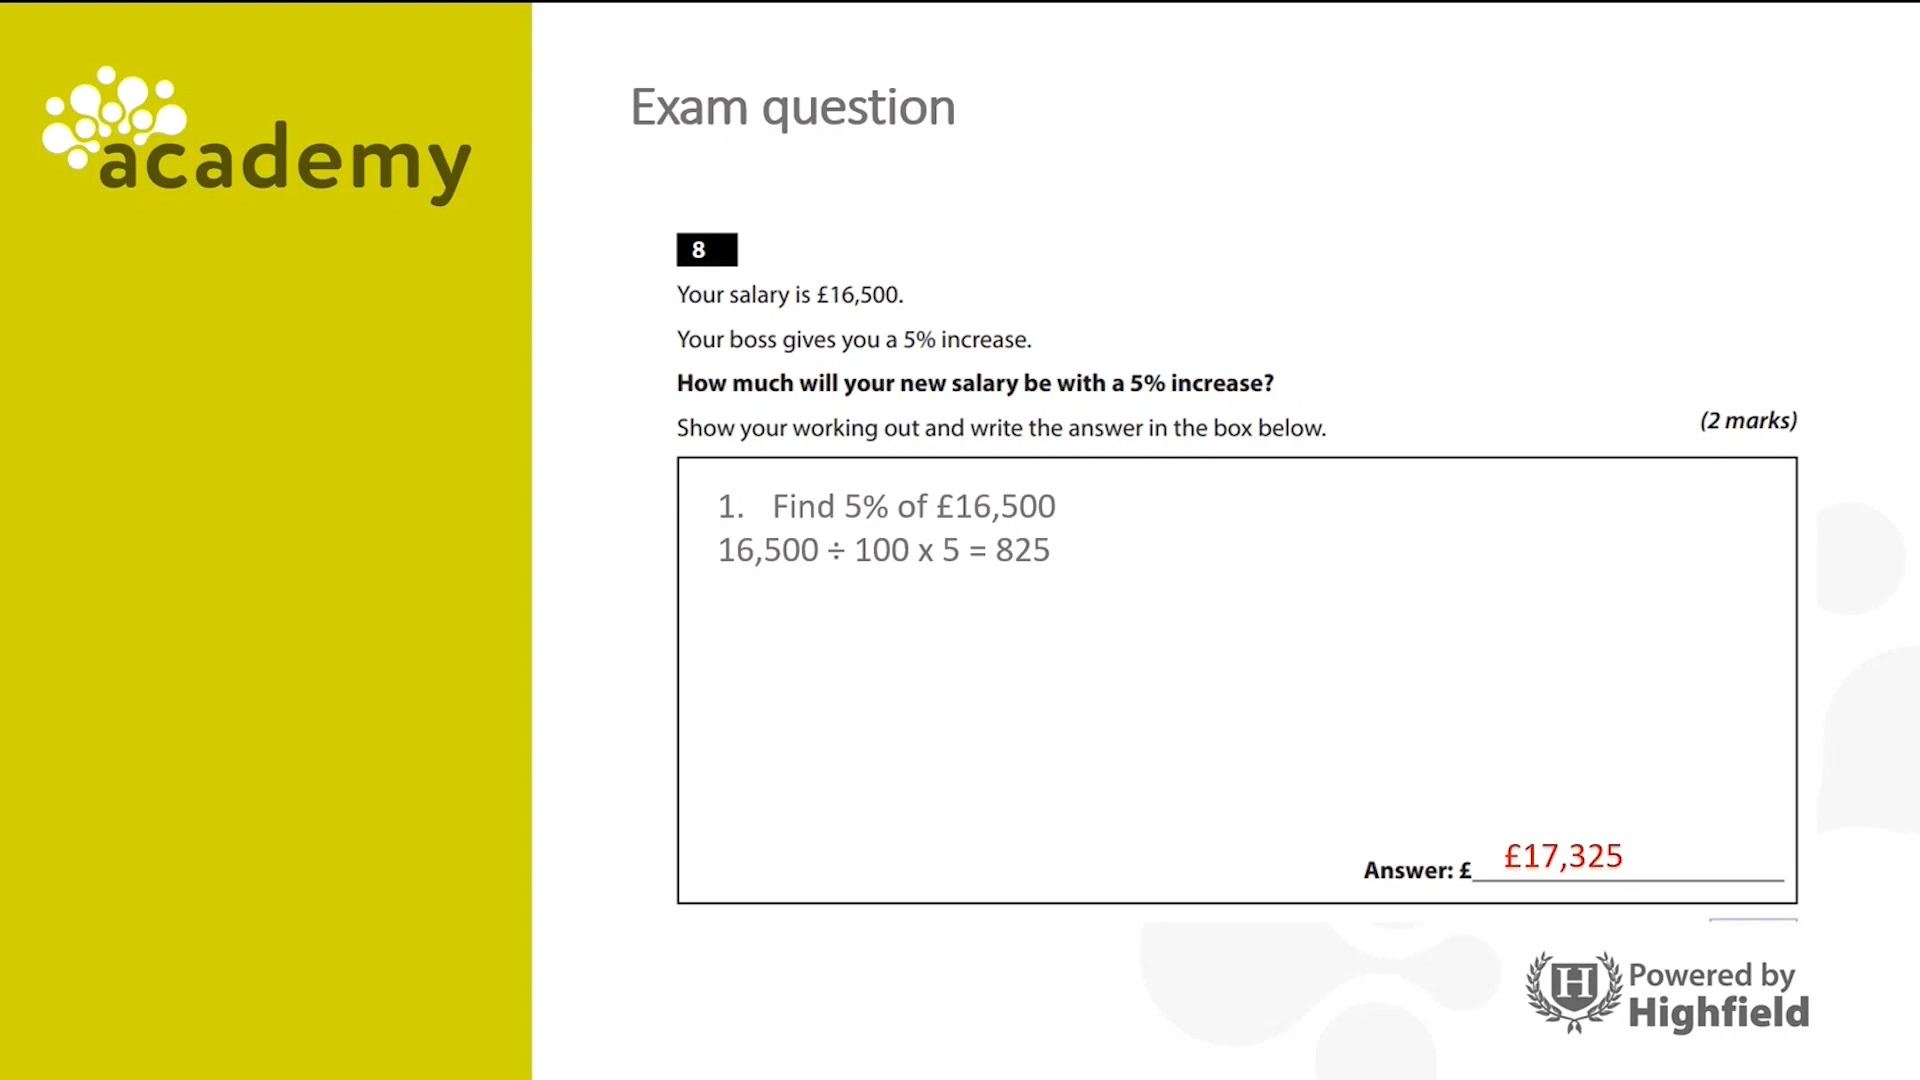 academy
Exam question
8
Your salary is £16,500.
Your boss gives you a 5% increase.
How much will your new salary be with a 5% increase?
Show your working out and write the answer in the box below.
(2 marks)
1. Find 5% of £16,500
16,500 ÷ 100 x 5 = 825
Answer: £ £17,325
H
Powered by
Highfield